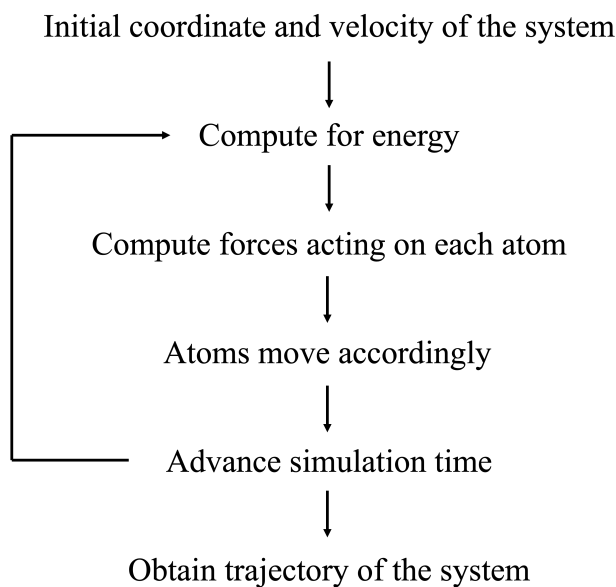 Initial coordinate and velocity of the system
Compute for energy
Compute forces acting on each atom
Atoms move accordingly
Advance simulation time
Obtain trajectory of the system